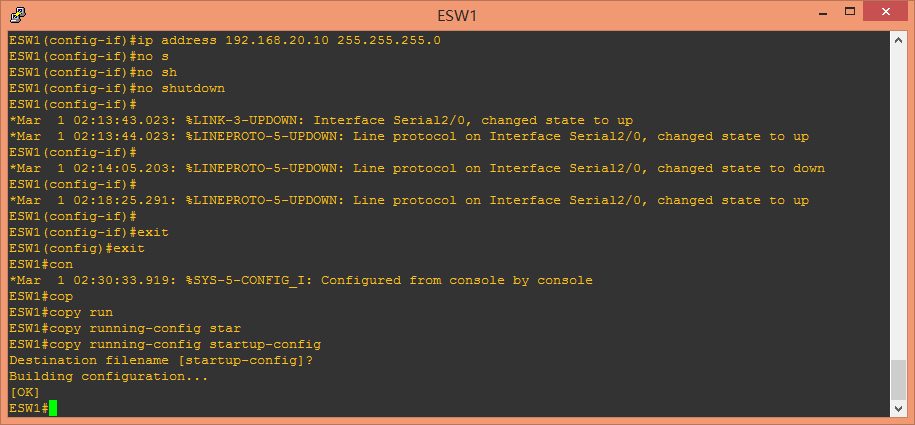 ESW1
ESW1(config-if)#ip address 192.168.20.10 255.255.255.0
ESW1(config-if)#no s
ESW1(config-if)#no sh
ESW1(config-if)#no shutdown
ESW1(config-if)#
*Mar  1 02:13:43.023: %LINK-3-UPDOWN: Interface Serial2/0, changed state to up
*Mar  1 02:13:44.023: %LINEPROTO-5-UPDOWN: Line protocol on Interface Serial2/0, changed state to up
ESW1(config-if)#
*Mar  1 02:14:05.203: %LINEPROTO-5-UPDOWN: Line protocol on Interface Serial2/0, changed state to down
ESW1(config-if)#
*Mar  1 02:18:25.291: %LINEPROTO-5-UPDOWN: Line protocol on Interface Serial2/0, changed state to up
ESW1(config-if)#
ESW1(config-if)#exit
ESW1(config)#exit
ESW1#con
*Mar  1 02:30:33.919: %SYS-5-CONFIG_I: Configured from console by console
ESW1#cop
ESW1#copy run
ESW1#copy running-config star
ESW1#copy running-config startup-config
Destination filename [startup-config]?
Building configuration...
[OK]
ESW1#